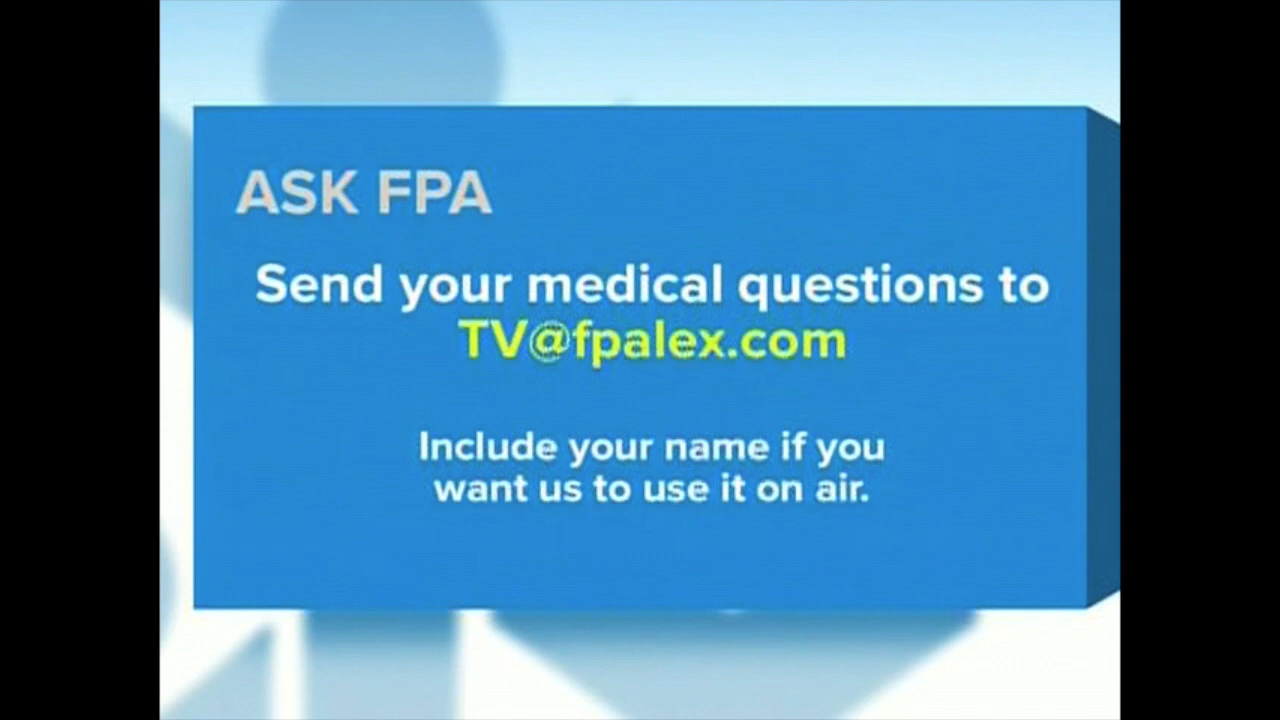 ASK FPA
Send your medical questions to
TV@fpalex.com
Include your name if you
want us to use it on air.